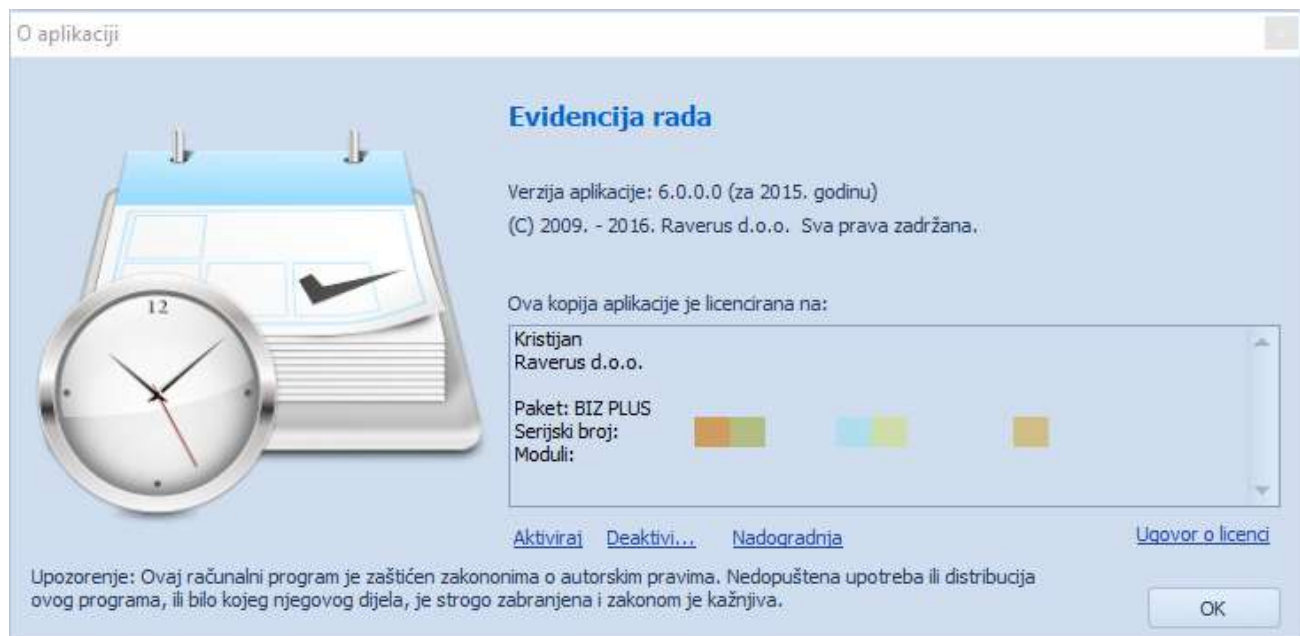 O aplikaciji
Evidencija rada
Verzija aplikacije: 6.0.0.0 (za 2015. godinu)
(C) 2009. - 2016. Raverus d.o.o. Sva prava zadržana.
Ova kopija aplikacije je licencirana na:
Kristijan
Raverus d.o.o.
Paket: BIZ PLUS
Serijski broj:
Moduli:
Aktiviraj Deaktivi... Nadogradnja Ugovor o licenci
Upozorenje: Ovaj računalni program je zaštićen zakononima o autorskim pravima. Nedopuštena upotreba ili distribucija
ovog programa, ili bilo kojeg njegovog dijela, je strogo zabranjena i zakonom je kažnjiva.
OK
12